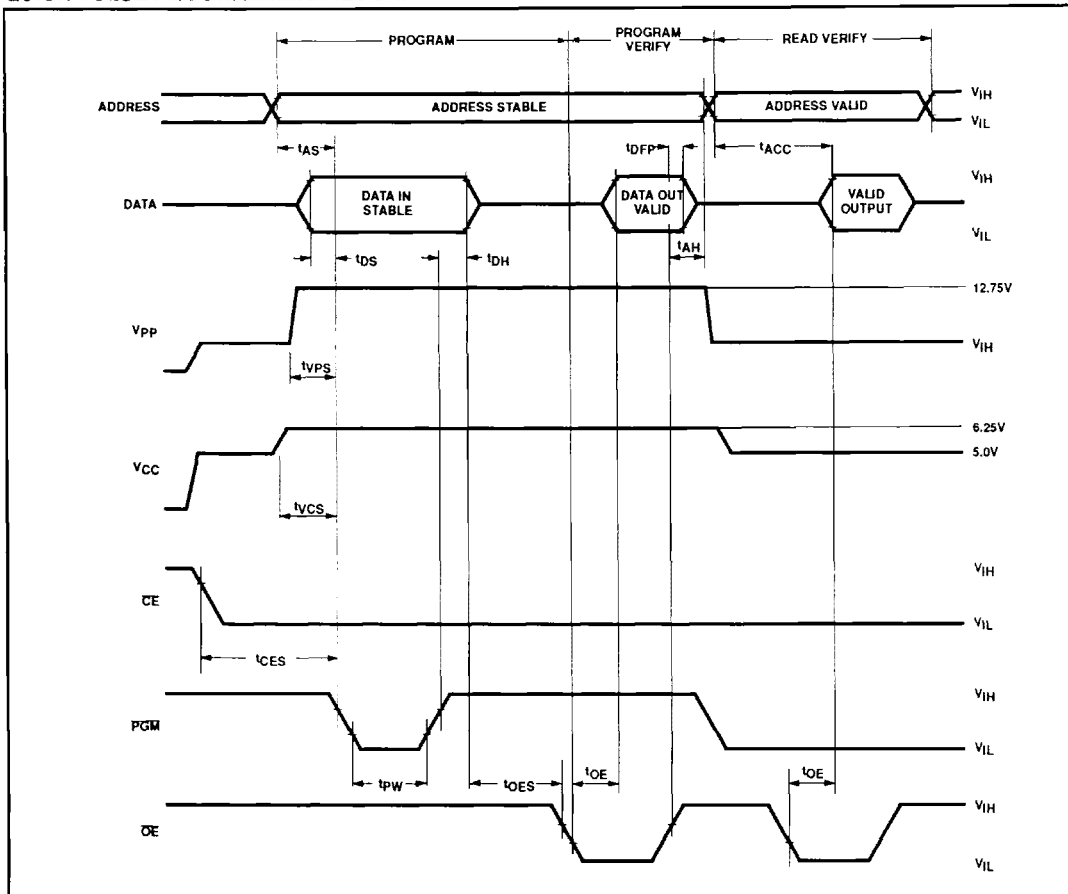 PROGRAM
PROGRAM
VERIFY
READ VERIFY
ADDRESS
ADDRESS STABLE
ADDRESS VALID
VIH
VIL
tAS
tDFP
tACC
DATA
DATA IN
STABLE
DATA OUT
VALID
VALID
OUTPUT
VIH
VIL
tDS
tDH
tAH
VPP
12.75V
VIH
tVPS
VCC
6.25V
5.0V
tVCS
CE
VIH
VIL
tCES
PGM
VIH
VIL
tPW
tOES
tOE
tOE
OE
VIH
VIL